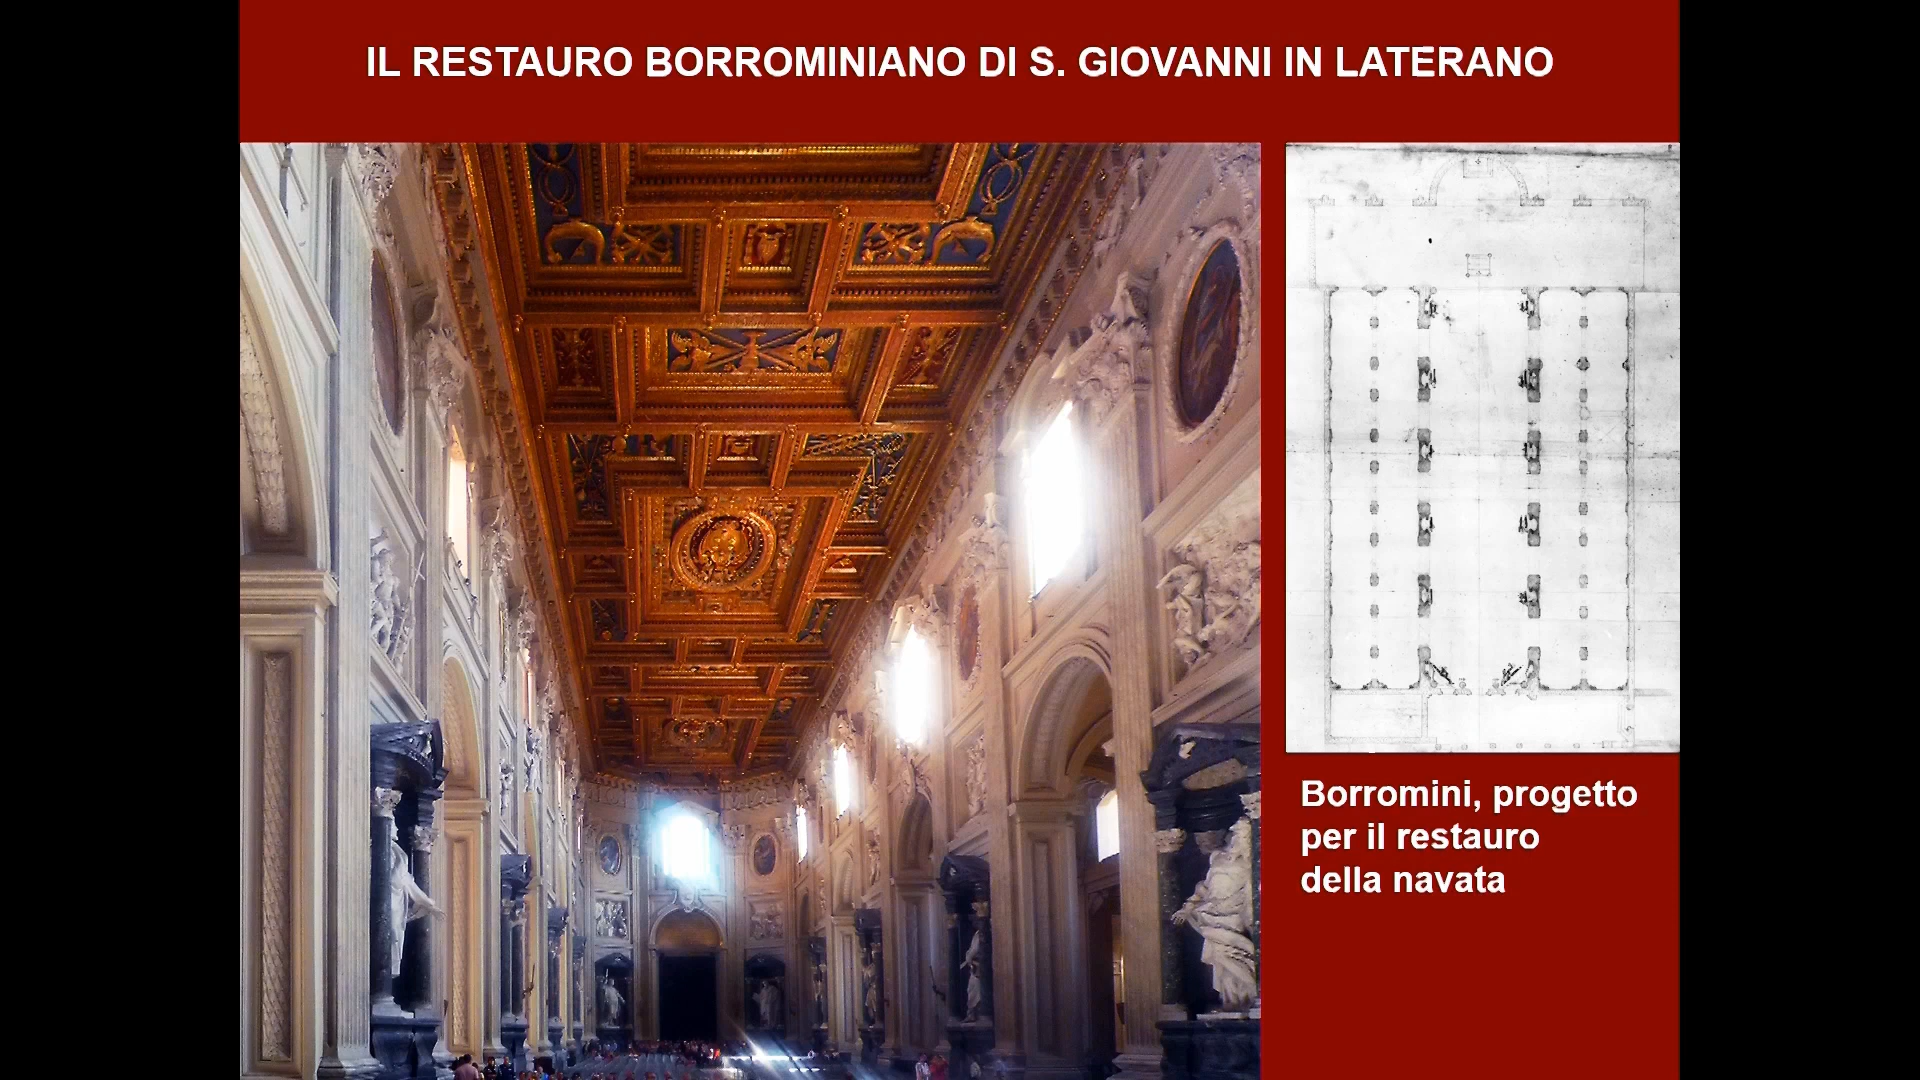 IL RESTAURO BORROMINIANO DI S. GIOVANNI IN LATERANO
Borromini, progetto
per il restauro
della navata